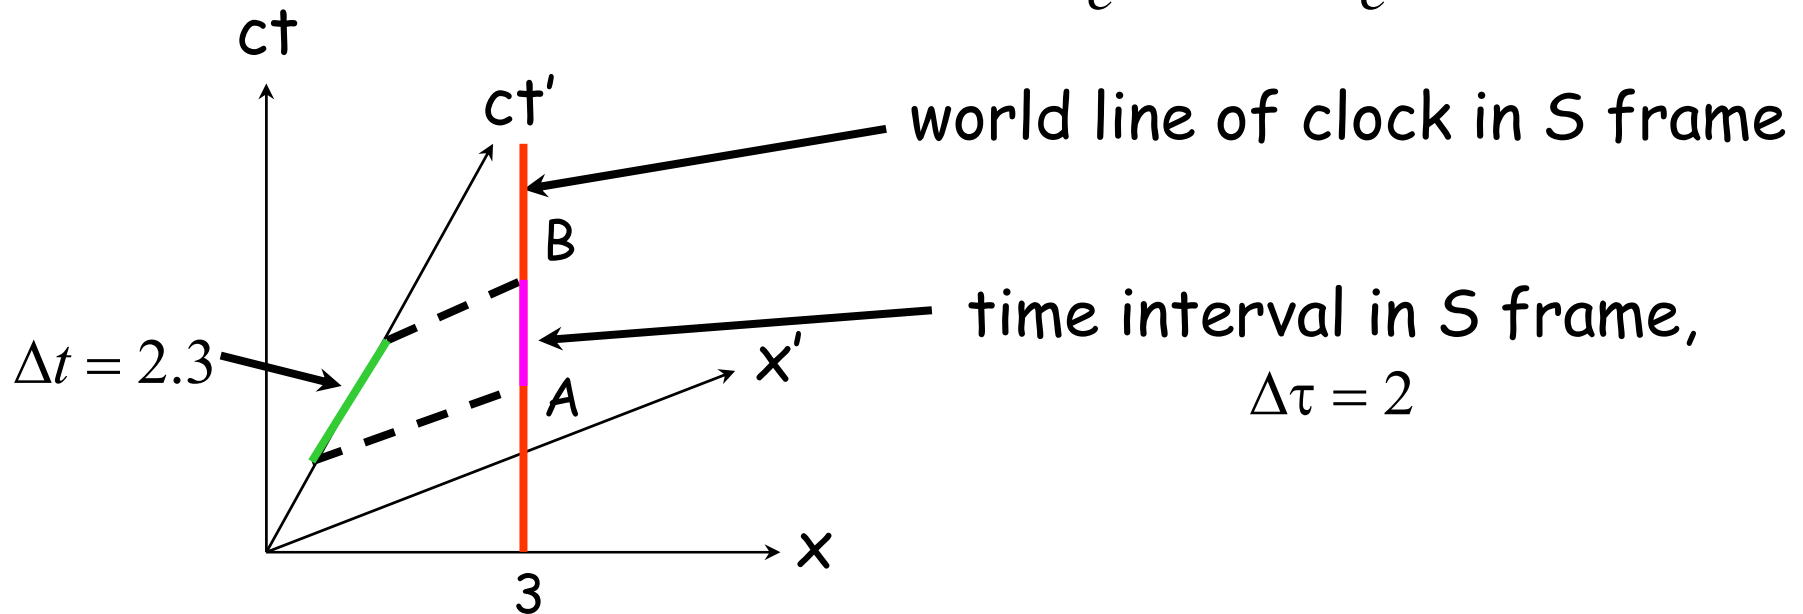 c c
ct
ct'
world line of clock in S frame
B
time interval in S frame,
Δt = 2.3
x'
Δτ = 2
A
x
3